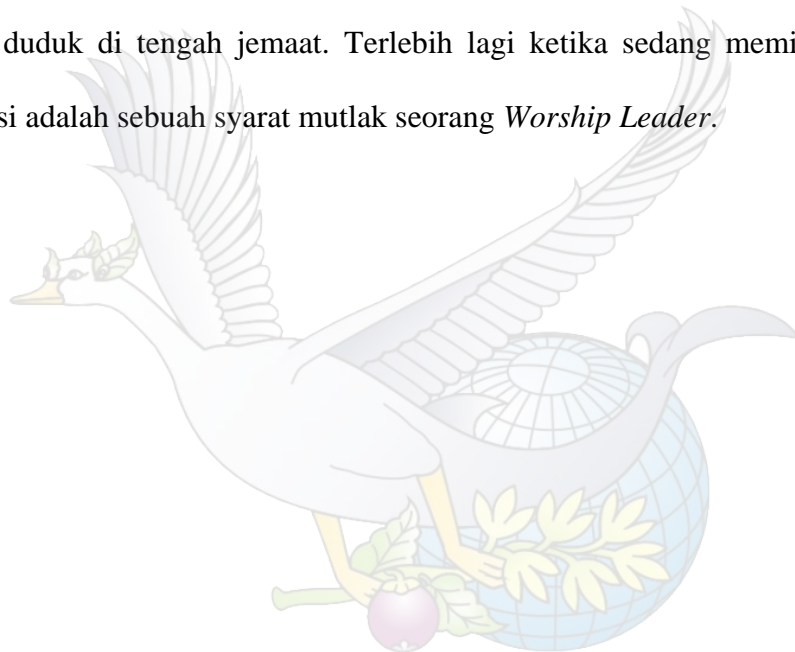 duduk di tengah jemaat. Terlebih lagi ketika sedang memi
si adalah sebuah syarat mutlak seorang Worship Leader.